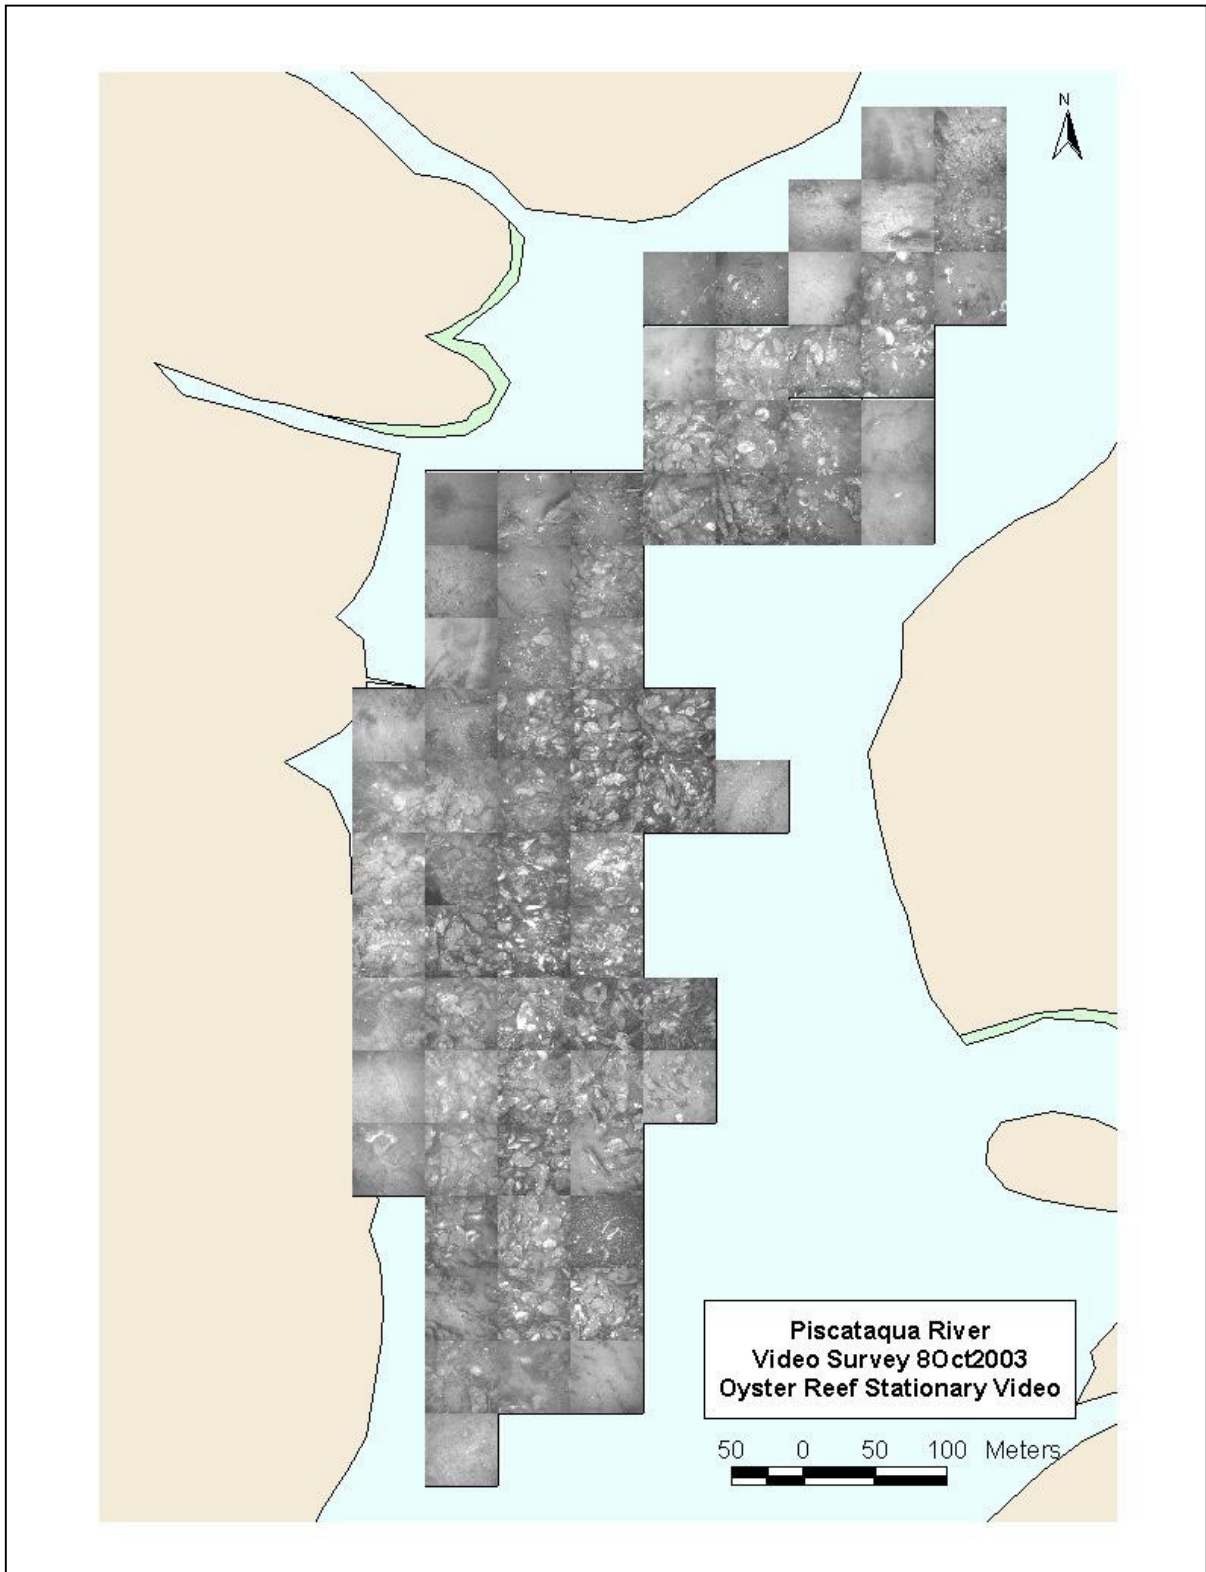 N
Piscataqua River
Video Survey 8Oct2003
Oyster Reef Stationary Video
50 0 50 100 Meters